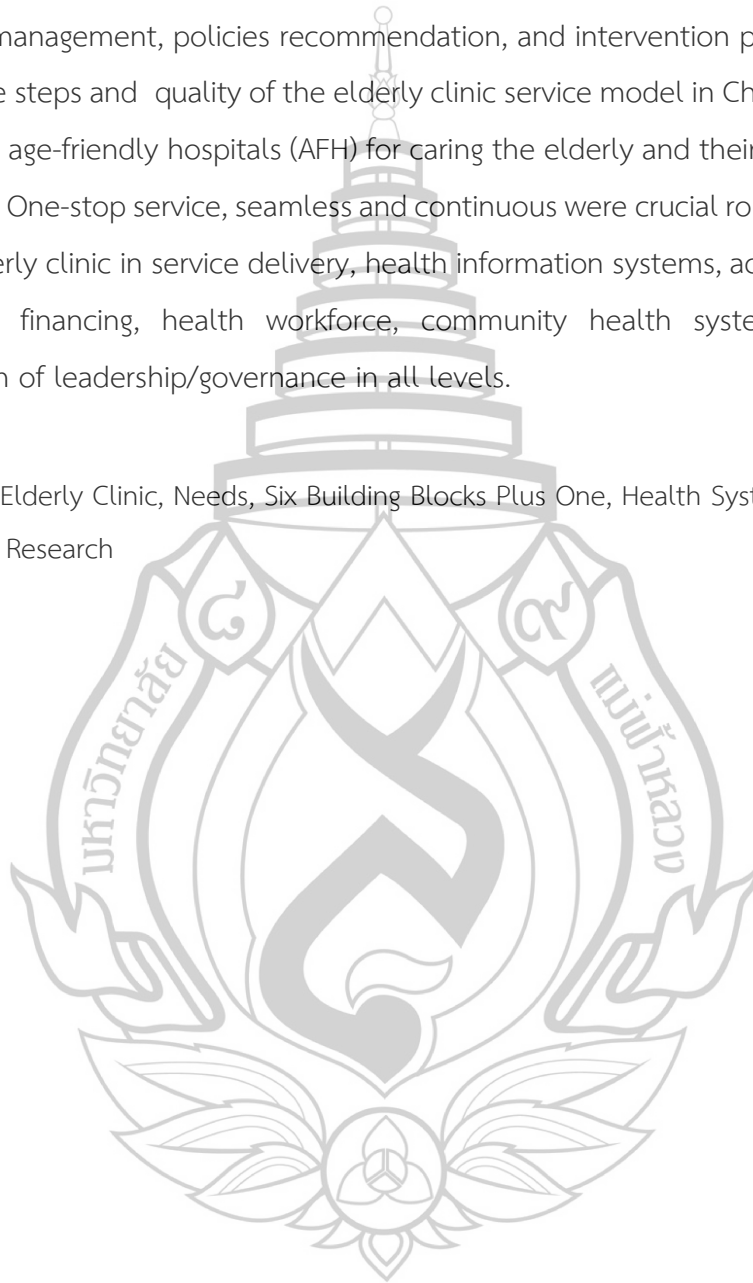 management, policies recommendation, and intervention p
e steps and quality of the elderly clinic service model in Ch
age-friendly hospitals (AFH) for caring the elderly and their
One-stop service, seamless and continuous were crucial ro
erly clinic in service delivery, health information systems, ac
financing, health workforce, community health syste
n of leadership/governance in all levels.
Elderly Clinic, Needs, Six Building Blocks Plus One, Health Syst
Research
๘ ๙
มหาวิทยาลัย
แม่ฟ้าหลวง